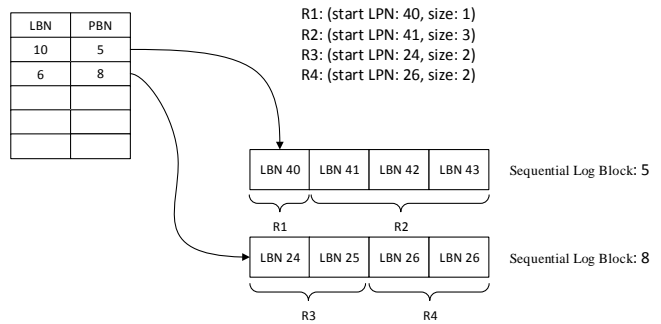 LBN PBN
10 5
6 8
R1: (start LPN: 40, size: 1)
R2: (start LPN: 41, size: 3)
R3: (start LPN: 24, size: 2)
R4: (start LPN: 26, size: 2)
LBN 40 LBN 41 LBN 42 LBN 43 Sequential Log Block: 5
R1 R2
LBN 24 LBN 25 LBN 26 LBN 26 Sequential Log Block: 8
R3 R4